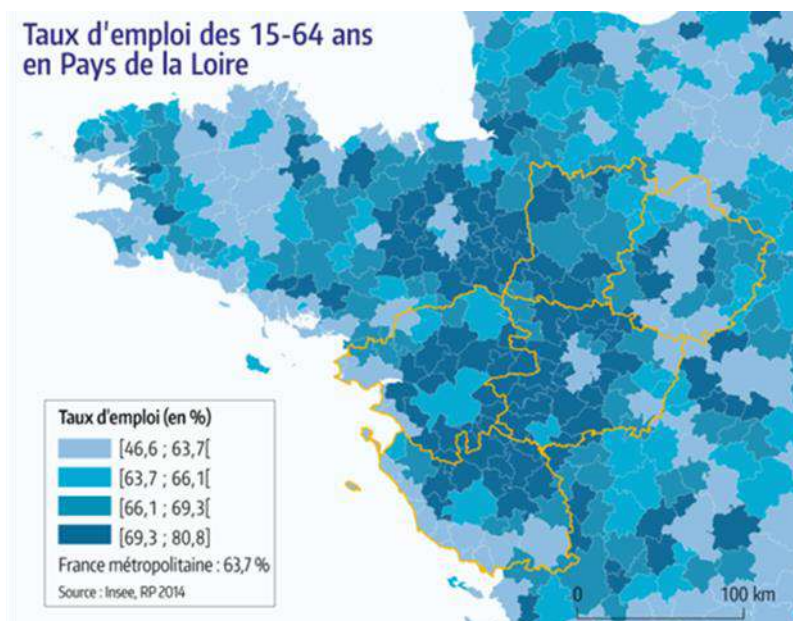 Taux d'emploi des 15-64 ans
en Pays de la Loire
Taux d'emploi (en %)
[46,6 ; 63,7[
[63,7 ; 66,1[
[66,1 ; 69,3[
[69,3 ; 80,8]
France métropolitaine : 63,7 %
Source : Insee, RP 2014
0 100 km